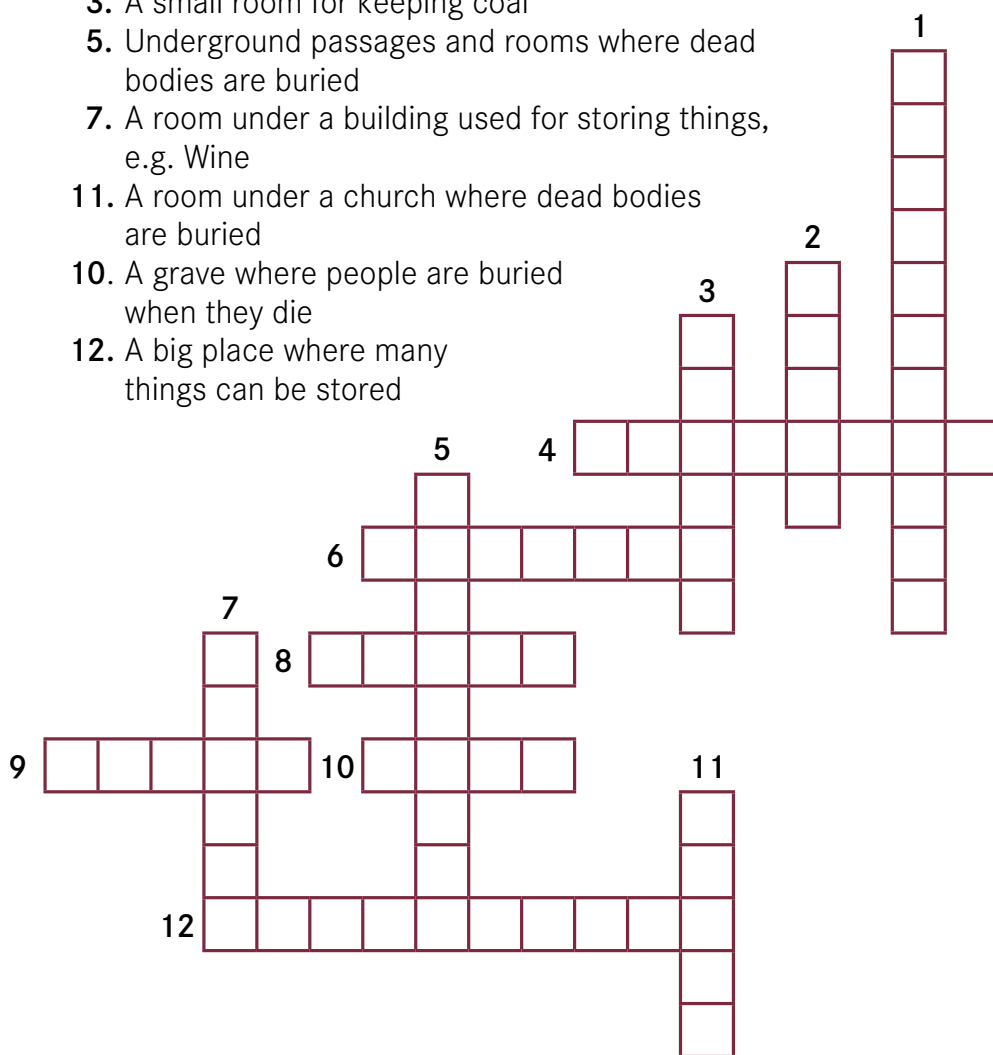 3. A small room for keeping coal
5. Underground passages and rooms where dead
bodies are buried
7. A room under a building used for storing things,
e.g. Wine
11. A room under a church where dead bodies
are buried
10. A grave where people are buried
when they die
12. A big place where many
things can be stored
1
2
3
4
5
6
7
8
9
10
11
12